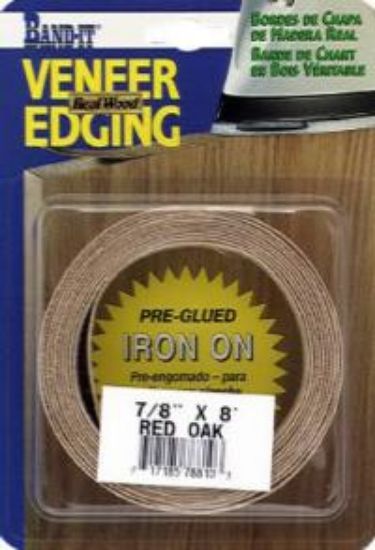 BAND-IT
VENEER
Real Wood
EDGING
BORDES DE CHAPA
DE MADERA REAL
BANDE DE CHANT
EN BOIS VÉRITABLE
PRE-GLUED
IRON ON
Pre-engomado – para
7/8" X 8'
RED OAK